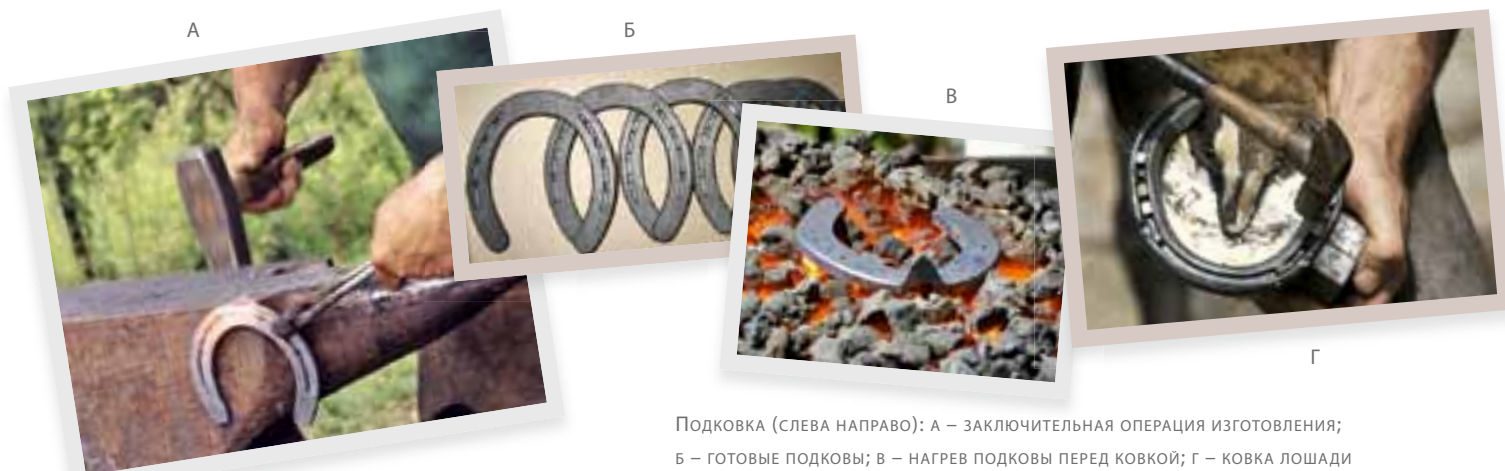 А
Б
В
Г
Подковка (слева направо): а – заключительная операция изготовления;
б – готовые подковы; в – нагрев подковы перед ковкой; г – ковка лошади